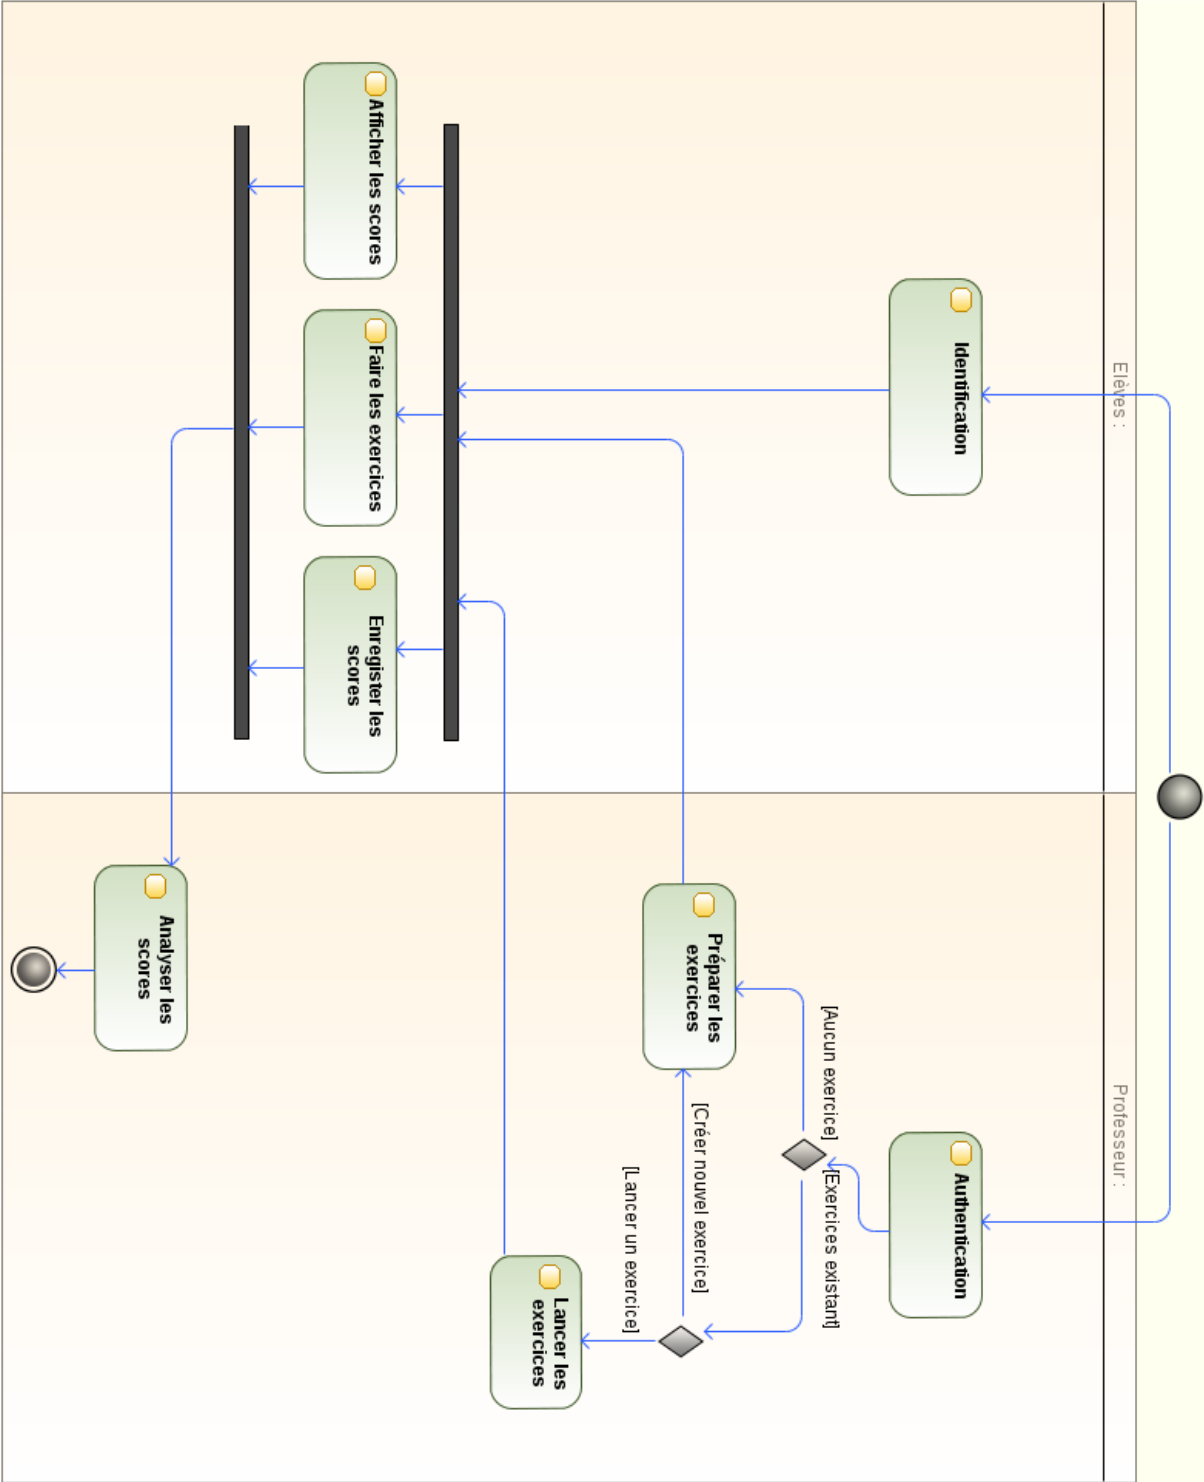 Elèves :
Professeur :
Identification
Authentication
[Aucun exercice]
[Exercices existant]
Préparer les
exercices
[Créer nouvel exercice]
[Lancer un exercice]
Lancer les
exercices
Afficher les scores
Faire les exercices
Enregister les
scores
Analyser les
scores